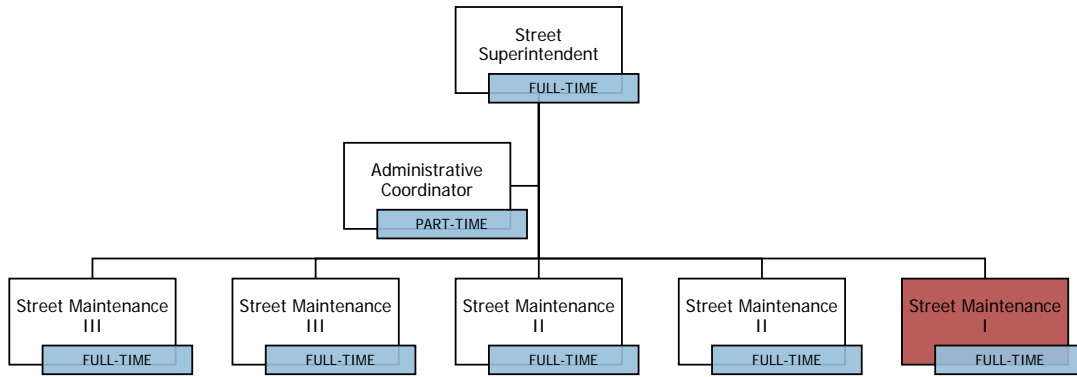 Street
Superintendent
FULL-TIME
Administrative
Coordinator
PART-TIME
Street Maintenance
III
FULL-TIME
Street Maintenance
III
FULL-TIME
Street Maintenance
II
FULL-TIME
Street Maintenance
II
FULL-TIME
Street Maintenance
I
FULL-TIME